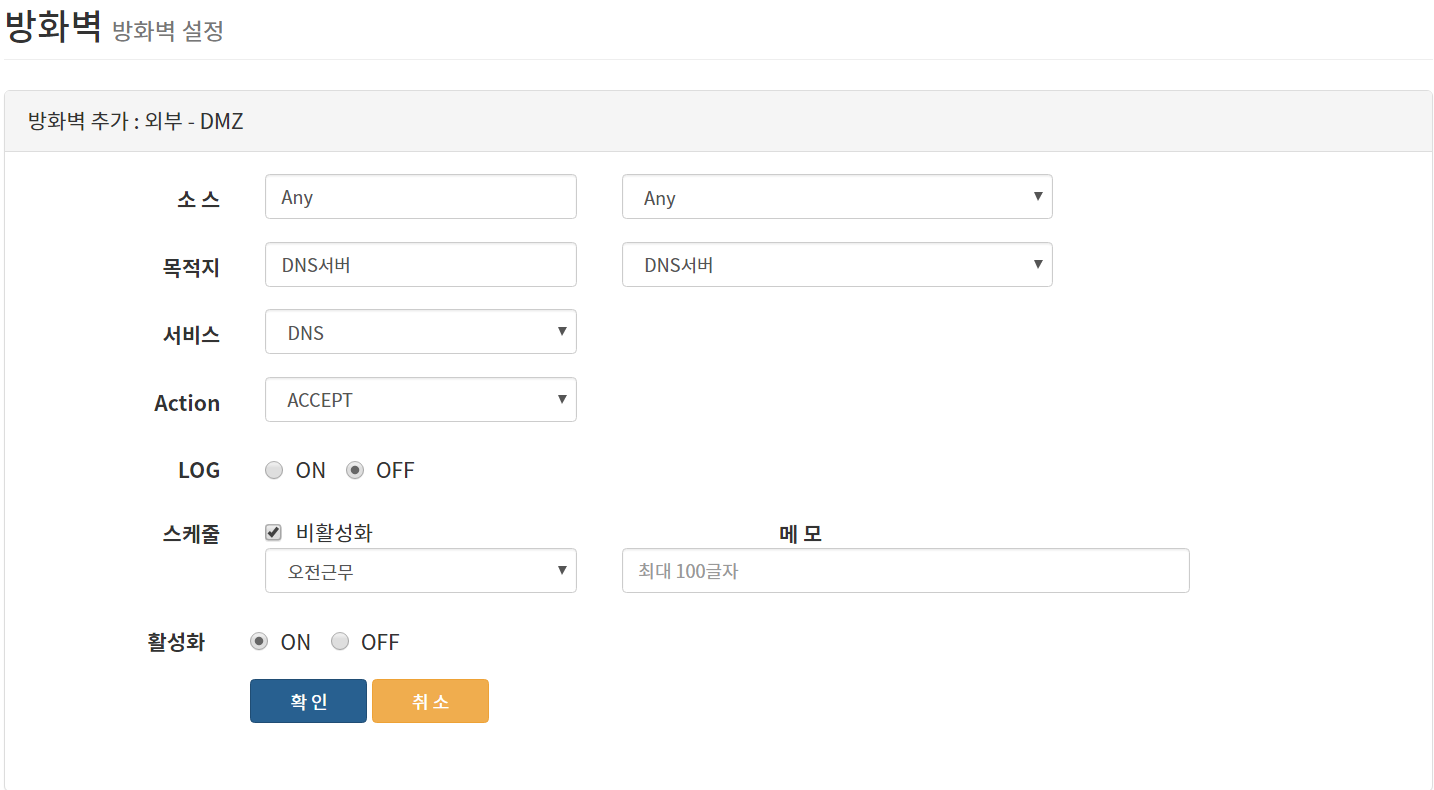 방화벽 방화벽 설정
방화벽 추가 : 외부 - DMZ
소 스 Any Any
목적지 DNS서버 DNS서버
서비스 DNS
Action ACCEPT
LOG ON OFF
스케줄 비활성화 메 모
오전근무 최대 100글자
활성화 ON OFF
확 인 취 소